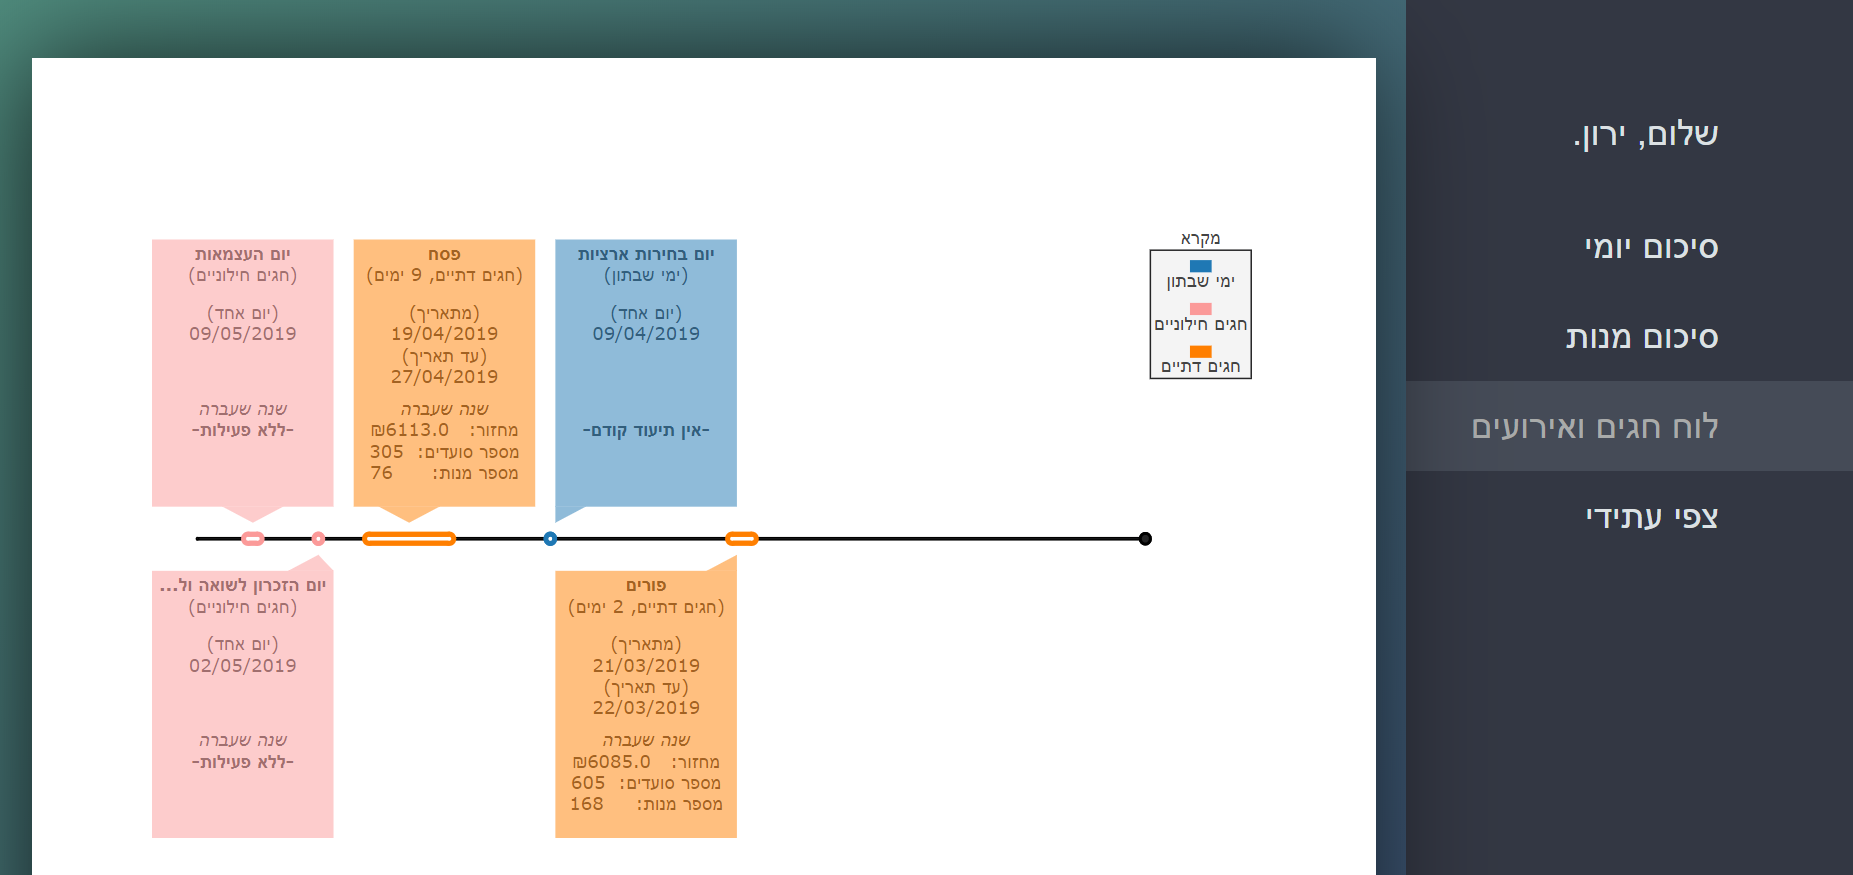 שלום, ירון.
סיכום יומי
סיכום מנות
לוח חגים ואירועים
צפי עתידי
מקרא
ימי שבתון
חגים חילוניים
חגים דתיים
יום בחירות ארציות
(ימי שבתון)
(יום אחד)
09/04/2019
-אין תיעוד קודם-
פסח
(חגים דתיים, 9 ימים)
(מתאריך)
19/04/2019
(עד תאריך)
27/04/2019
שנה שעברה
מחזור: ₪6113.0
מספר סועדים: 305
מספר מנות: 76
יום העצמאות
(חגים חילוניים)
(יום אחד)
09/05/2019
שנה שעברה
-ללא פעילות-
פורים
(חגים דתיים, 2 ימים)
(מתאריך)
21/03/2019
(עד תאריך)
22/03/2019
שנה שעברה
מחזור: ₪6085.0
מספר סועדים: 605
מספר מנות: 168
יום הזכרון לשואה ול...
(חגים חילוניים)
(יום אחד)
02/05/2019
שנה שעברה
-ללא פעילות-